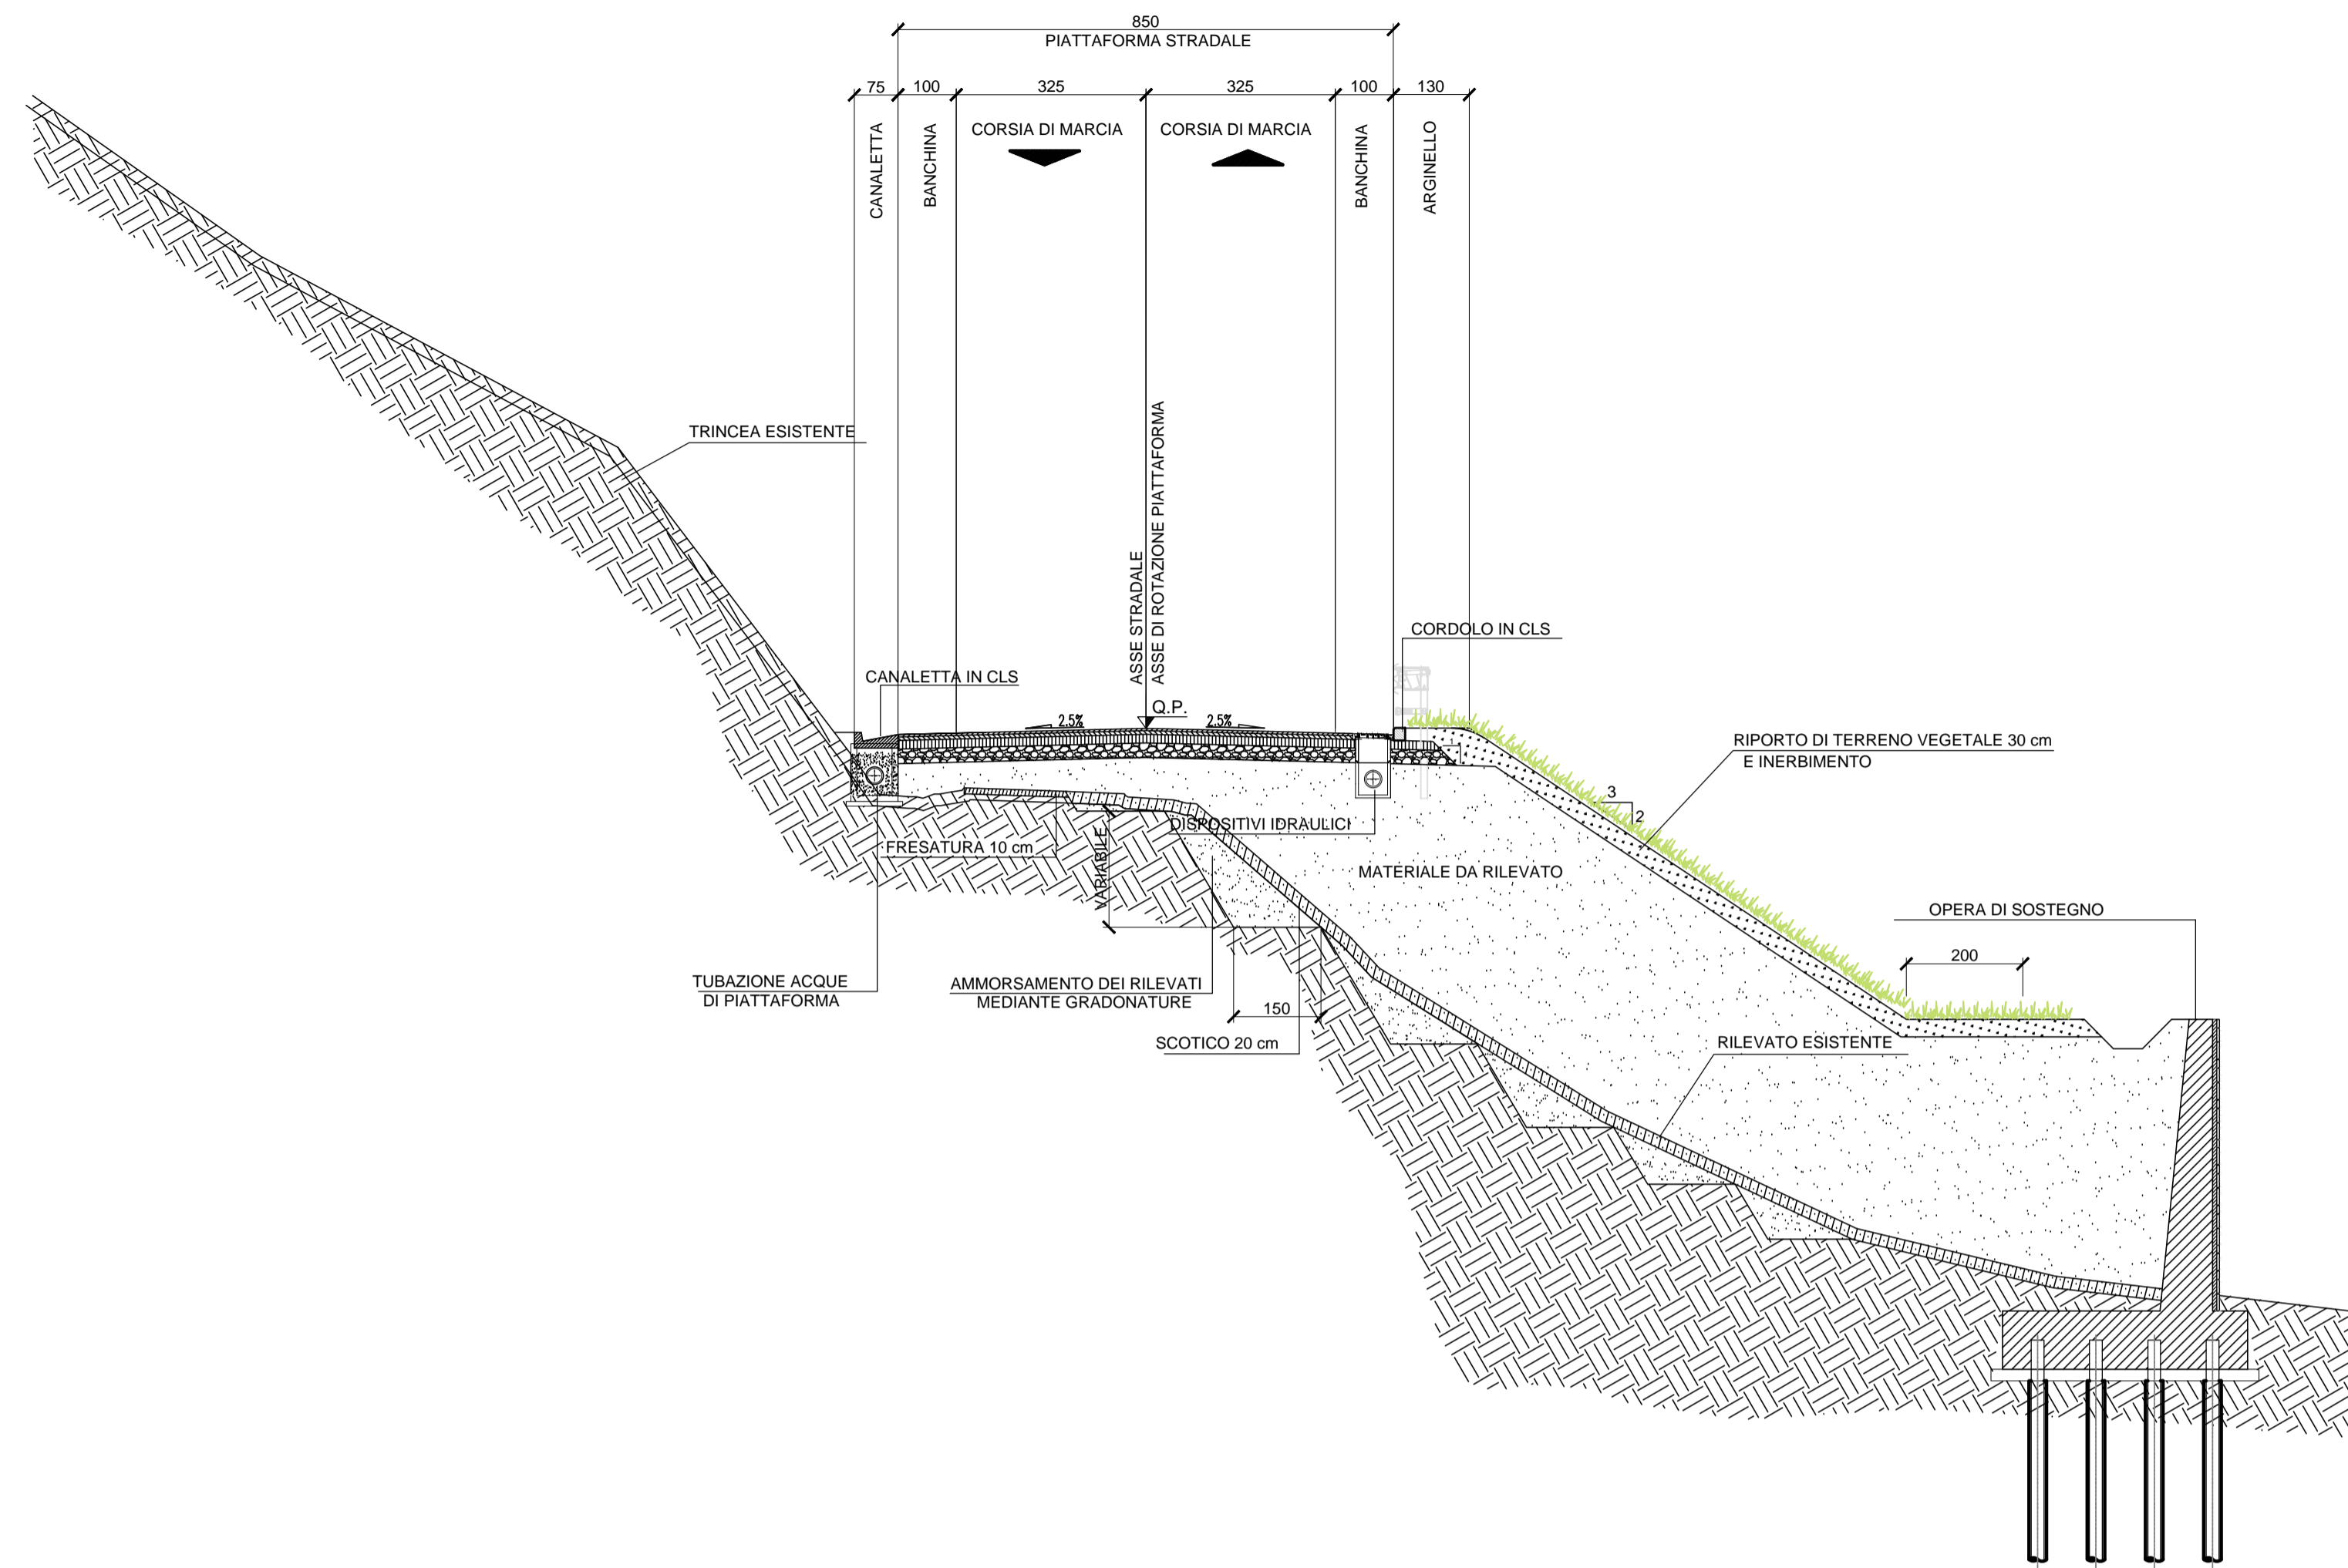 850
PIATTAFORMA STRADALE
75
100
325
325
100
130
CANALETTA
BANCHINA
CORSIA DI MARCIA
CORSIA DI MARCIA
BANCHINA
ARGINELLO
TRINCEA ESISTENTE
ASSE STRADALE
ASSE DI ROTAZIONE PIATTAFORMA
CORDOLO IN CLS
CANALETTA IN CLS
Q.P.
2.5%
2.5%
RIPORTO DI TERRENO VEGETALE 30 cm
E INERBIMENTO
3
2
DISPOSITIVI IDRAULICI
FRESATURA 10 cm
VARIABILE
MATERIALE DA RILEVATO
OPERA DI SOSTEGNO
200
TUBAZIONE ACQUE
DI PIATTAFORMA
AMMORSAMENTO DEI RILEVATI
MEDIANTE GRADONATURE
150
SCOTICO 20 cm
RILEVATO ESISTENTE